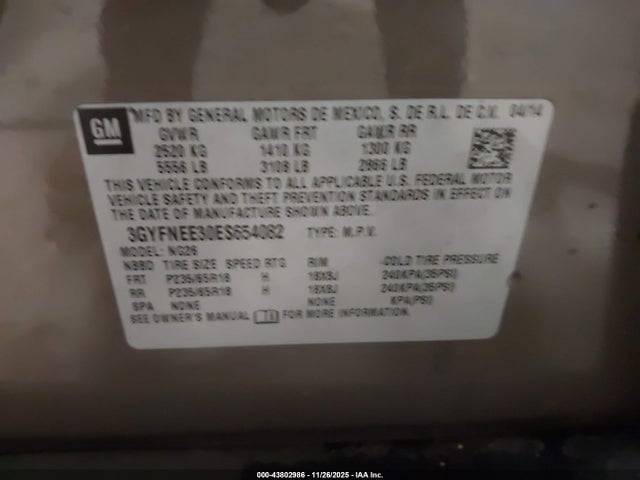 GM
MFD BY GENERAL MOTORS DE MEXICO, S. DE R.L. DE C.V. 04/14
GVWR GAWR FRT GAWR RR
2520 KG 1410 KG 1300 KG
5556 LB 3108 LB 2866 LB
THIS VEHICLE CONFORMS TO ALL APPLICABLE U.S. FEDERAL MOTOR
VEHICLE SAFETY AND THEFT PREVENTION STANDARDS IN EFFECT ON
THE DATE OF MANUFACTURE SHOWN ABOVE.
3GYFNEE30ES654082 TYPE: M.P.V.
MODEL: NG26
NBBD TIRE SIZE SPEED RTG RIM COLD TIRE PRESSURE
FRT P235/65R18 H 18X8J 240KPA(35PSI)
RR P235/65R18 H 18X8J 240KPA(35PSI)
SPA NONE NONE KPA(PSI)
SEE OWNER'S MANUAL FOR MORE INFORMATION
000-43802986 - 11/26/2025 - IAA Inc.